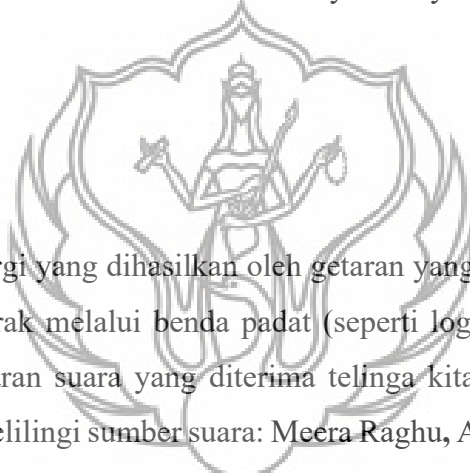 rgi yang dihasilkan oleh getaran yang
rak melalui benda padat (seperti log
ran suara yang diterima telinga kita
elilingi sumber suara: Meera Raghu, A